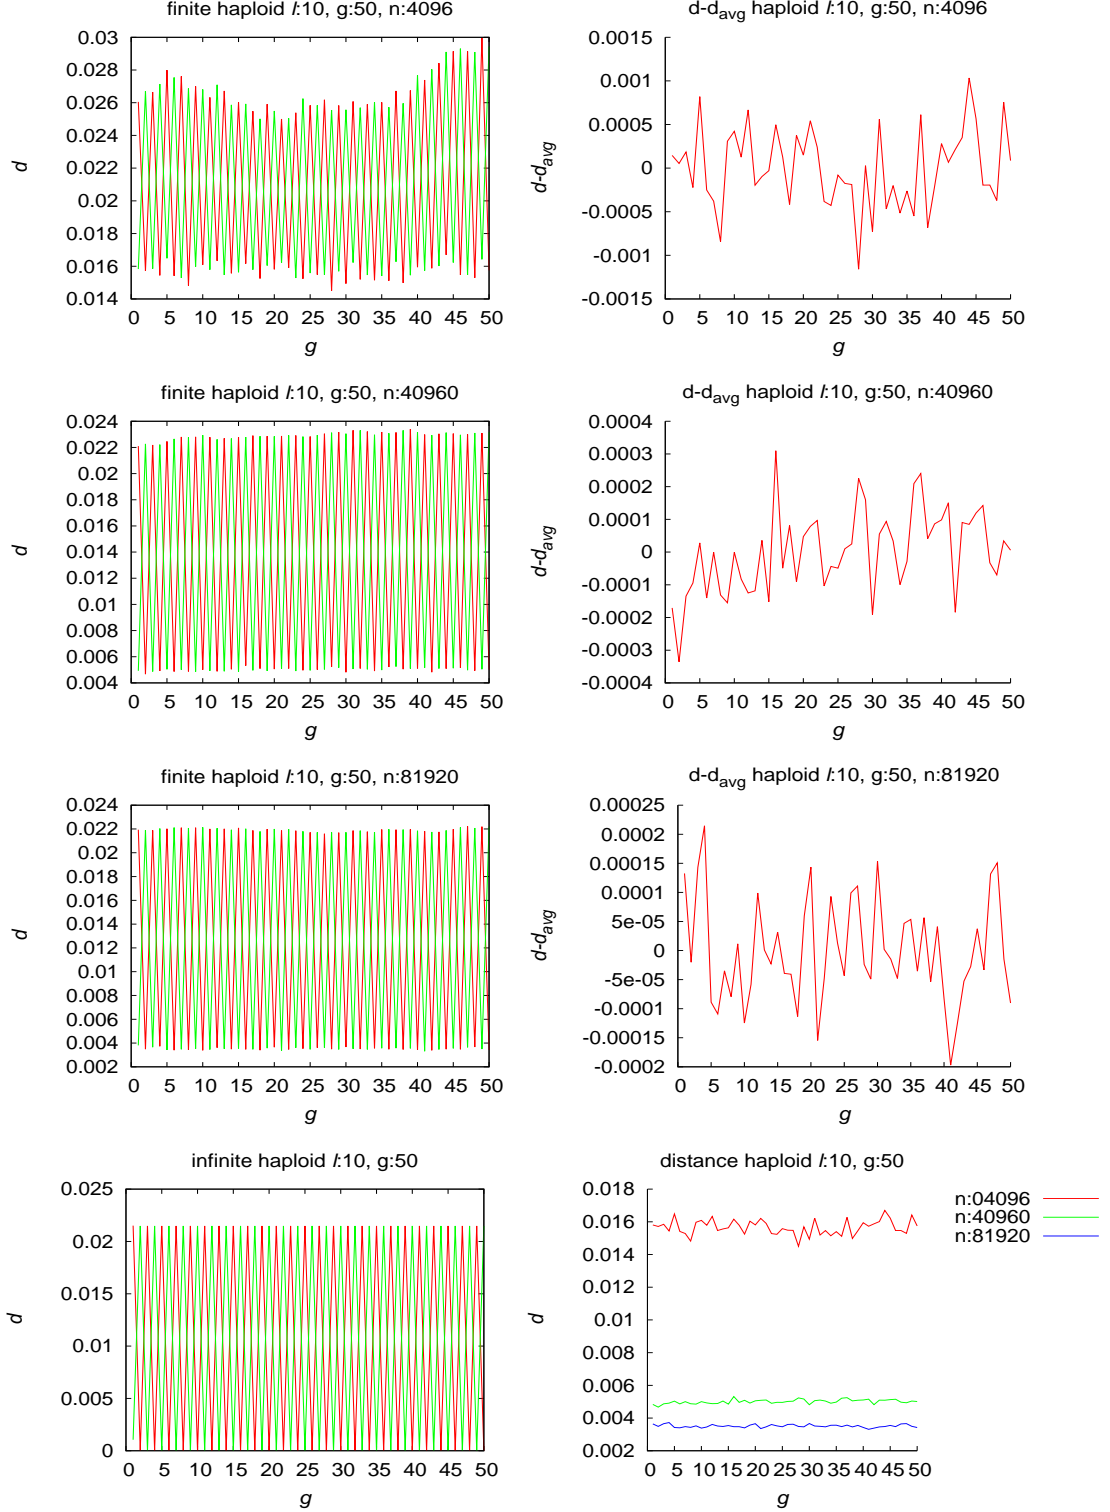 finite haploid l:10, g:50, n:4096
0.03
0.028
0.026
0.024
0.022
0.02
0.018
0.016
0.014
0 5 10 15 20 25 30 35 40 45 50
d
g
d-d_avg haploid l:10, g:50, n:4096
0.0015
0.001
0.0005
0
-0.0005
-0.001
-0.0015
0 5 10 15 20 25 30 35 40 45 50
d-d_avg
g
finite haploid l:10, g:50, n:40960
0.024
0.022
0.02
0.018
0.016
0.014
0.012
0.01
0.008
0.006
0.004
0 5 10 15 20 25 30 35 40 45 50
d
g
d-d_avg haploid l:10, g:50, n:40960
0.0004
0.0003
0.0002
0.0001
0
-0.0001
-0.0002
-0.0003
-0.0004
0 5 10 15 20 25 30 35 40 45 50
d-d_avg
g
finite haploid l:10, g:50, n:81920
0.024
0.022
0.02
0.018
0.016
0.014
0.012
0.01
0.008
0.006
0.004
0.002
0 5 10 15 20 25 30 35 40 45 50
d
g
d-d_avg haploid l:10, g:50, n:81920
0.00025
0.0002
0.00015
0.0001
5e-05
0
-5e-05
-0.0001
-0.00015
-0.0002
0 5 10 15 20 25 30 35 40 45 50
d-d_avg
g
infinite haploid l:10, g:50
0.025
0.02
0.015
0.01
0.005
0
0 5 10 15 20 25 30 35 40 45 50
d
g
distance haploid l:10, g:50
0.018
0.016
0.014
0.012
0.01
0.008
0.006
0.004
0.002
0 5 10 15 20 25 30 35 40 45 50
d
g
n:04096
n:40960
n:81920